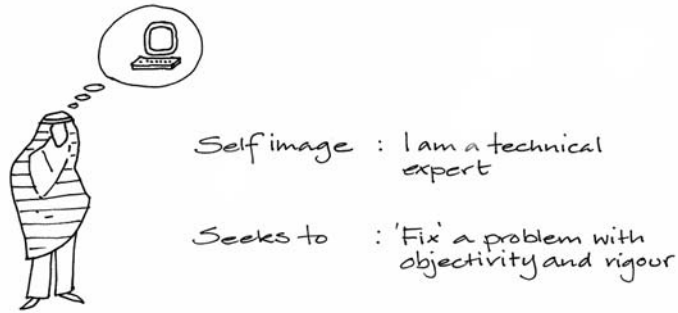 Self image : I am a technical
expert
Seeks to : 'Fix' a problem with
objectivity and rigour